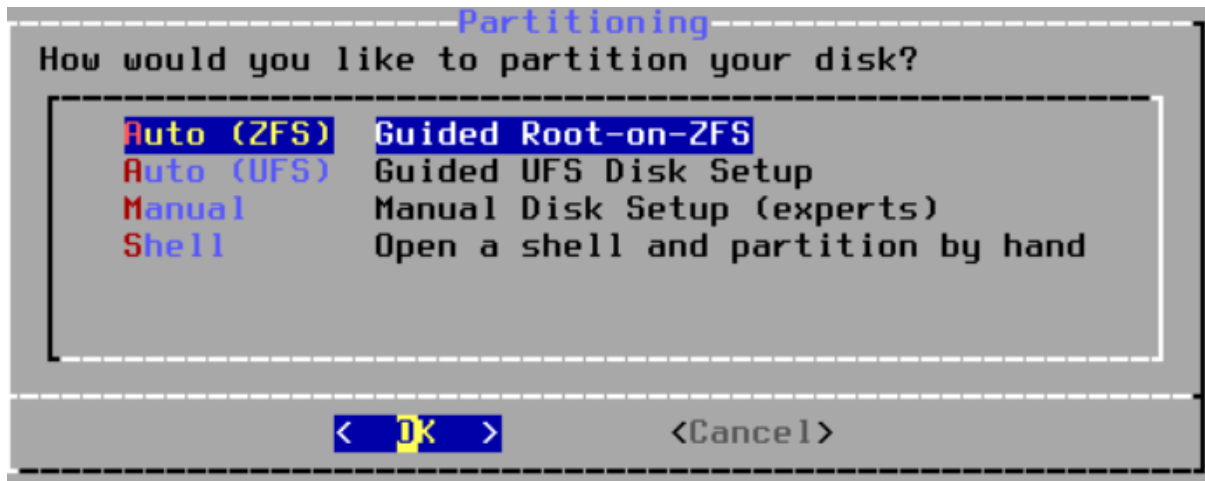 Partitioning
How would you like to partition your disk?
Auto (ZFS) Guided Root-on-ZFS
Auto (UFS) Guided UFS Disk Setup
Manual Manual Disk Setup (experts)
Shell Open a shell and partition by hand
< OK > <Cancel>